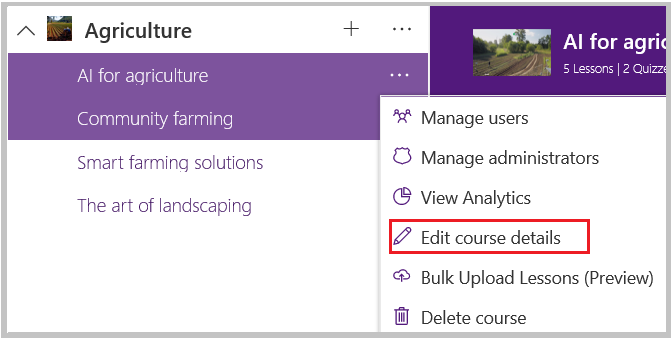 Agriculture
AI for agriculture
Community farming
Smart farming solutions
The art of landscaping
AI for agric
5 Lessons | 2 Quizze
Manage users
Manage administrators
View Analytics
Edit course details
Bulk Upload Lessons (Preview)
Delete course